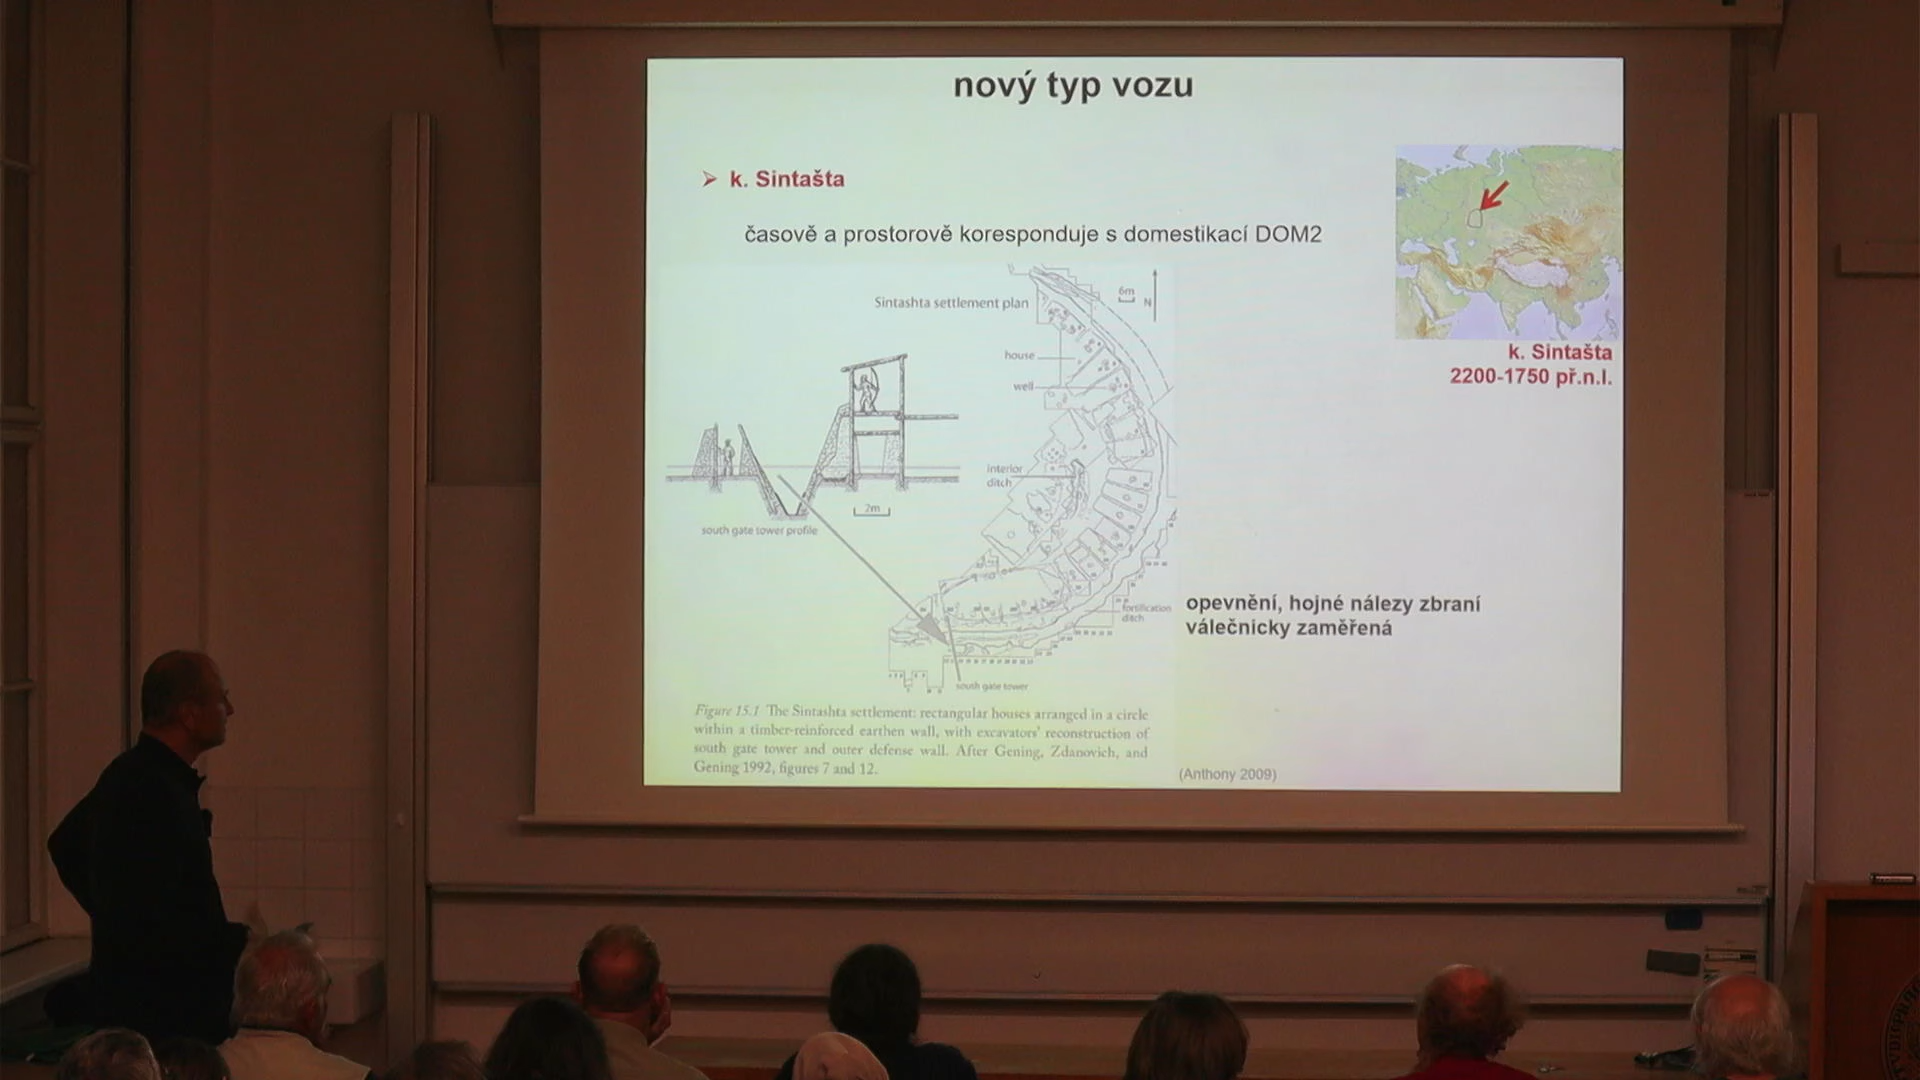 nový typ vozu
➢ k. Sintašta
časově a prostorově koresponduje s domestikací DOM2
k. Sintašta
2200-1750 př.n.l.
Sintashta settlement plan
6m
N
house
well
interior
ditch
2m
south gate tower profile
fortification
ditch
south gate tower
opevnění, hojné nálezy zbraní
válečnicky zaměřená
Figure 15.1 The Sintashta settlement: rectangular houses arranged in a circle
within a timber-reinforced earthen wall, with excavators' reconstruction of
south gate tower and outer defense wall. After Gening, Zdanovich, and
Gening 1992, figures 7 and 12.
(Anthony 2009)